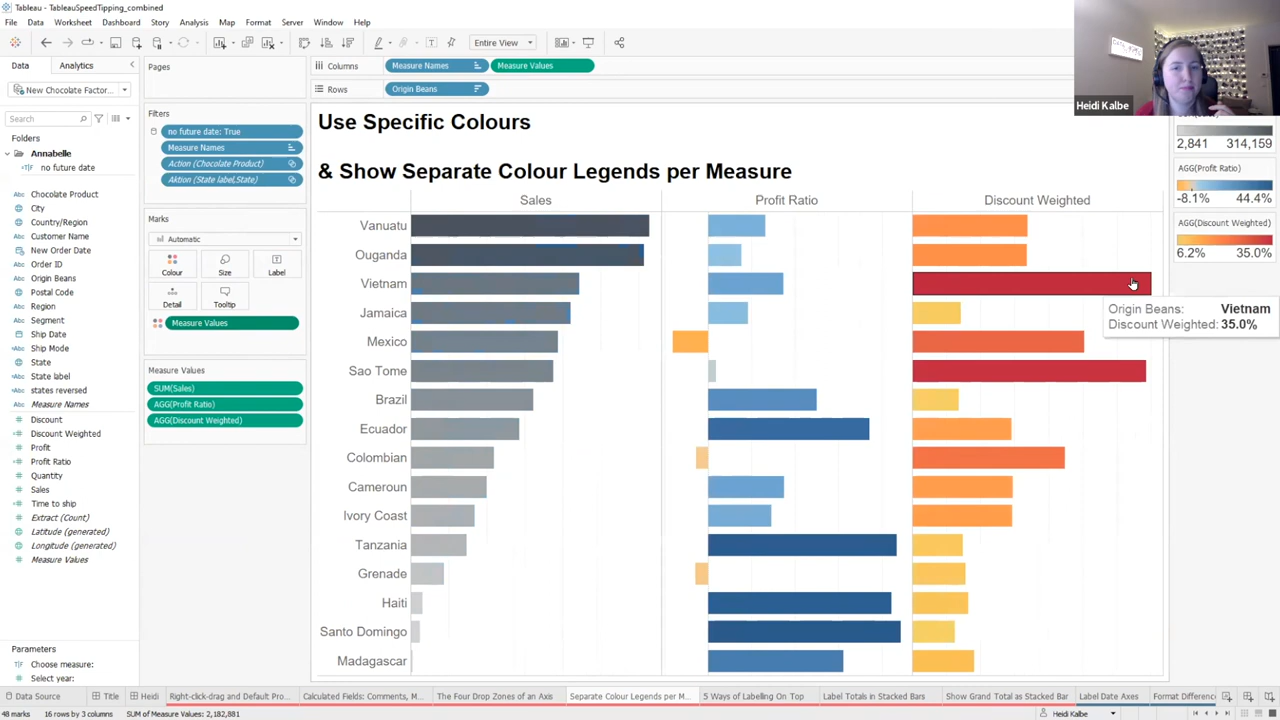 Tableau - TableauSpeedTipping_combined
File Data Worksheet Dashboard Story Analysis Map Format Server Window Help
Entire View
Data Analytics
New Chocolate Factor...
Search
Folders
Annabelle
no future date
Chocolate Product
City
Country/Region
Customer Name
New Order Date
Order ID
Origin Beans
Postal Code
Region
Segment
Ship Date
Ship Mode
State
State label
states reversed
Measure Names
Discount
Discount Weighted
Profit
Profit Ratio
Quantity
Sales
Time to ship
Extract (Count)
Latitude (generated)
Longitude (generated)
Measure Values
Parameters
Choose measure:
Select year:
Pages
Filters
no future date: True
Measure Names
Action (Chocolate Product)
Aktion (State label,State)
Marks
Automatic
Colour Size Label
Detail Tooltip
Measure Values
Measure Values
SUM(Sales)
AGG(Profit Ratio)
AGG(Discount Weighted)
Columns Measure Names Measure Values
Rows Origin Beans
Use Specific Colours
& Show Separate Colour Legends per Measure
Sales Profit Ratio Discount Weighted
Vanuatu
Ouganda
Vietnam
Jamaica
Mexico
Sao Tome
Brazil
Ecuador
Colombian
Cameroun
Ivory Coast
Tanzania
Grenade
Haiti
Santo Domingo
Madagascar
Origin Beans: Vietnam
Discount Weighted: 35.0%
Heidi Kalbe
2,841 314,159
AGG(Profit Ratio)
-8.1% 44.4%
AGG(Discount Weighted)
6.2% 35.0%
Data Source Title Heidi Right-click-drag and Default Pro... Calculated Fields: Comments, M... The Four Drop Zones of an Axis Separate Colour Legends per M... 5 Ways of Labelling On Top Label Totals in Stacked Bars Show Grand Total as Stacked Bar Label Date Axes Format Difference
48 marks 16 rows by 3 columns SUM of Measure Values: 2,182,881 Heidi Kalbe